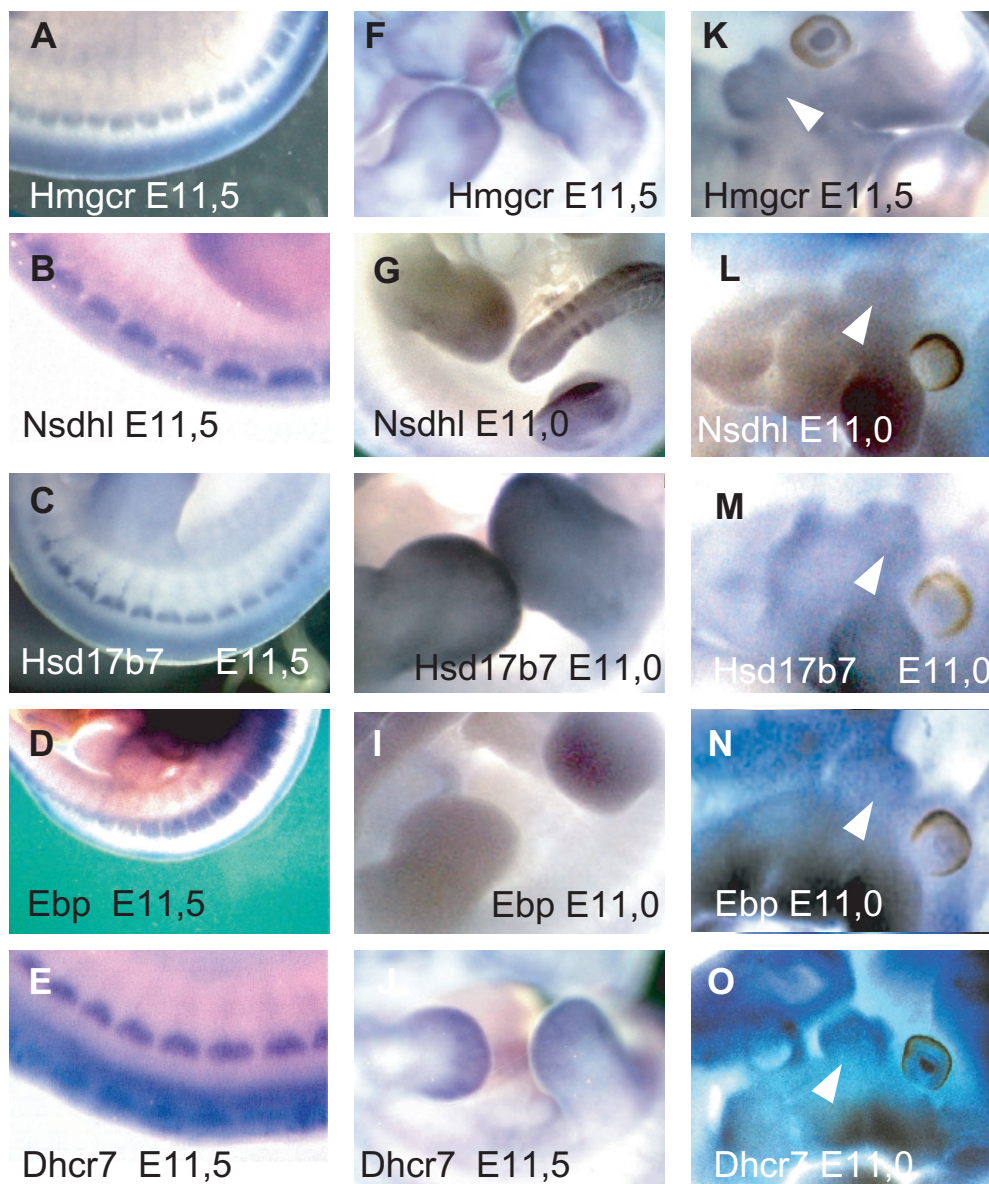 A
Hmgcr E11,5
F
Hmgcr E11,5
K
Hmgcr E11,5
B
Nsdhl E11,5
G
Nsdhl E11,0
L
Nsdhl E11,0
C
Hsd17b7 E11,5
Hsd17b7 E11,0
M
Hsd17b7 E11,0
D
Ebp E11,5
I
Ebp E11,0
N
Ebp E11,0
E
Dhcr7 E11,5
J
Dhcr7 E11,5
O
Dhcr7 E11,0